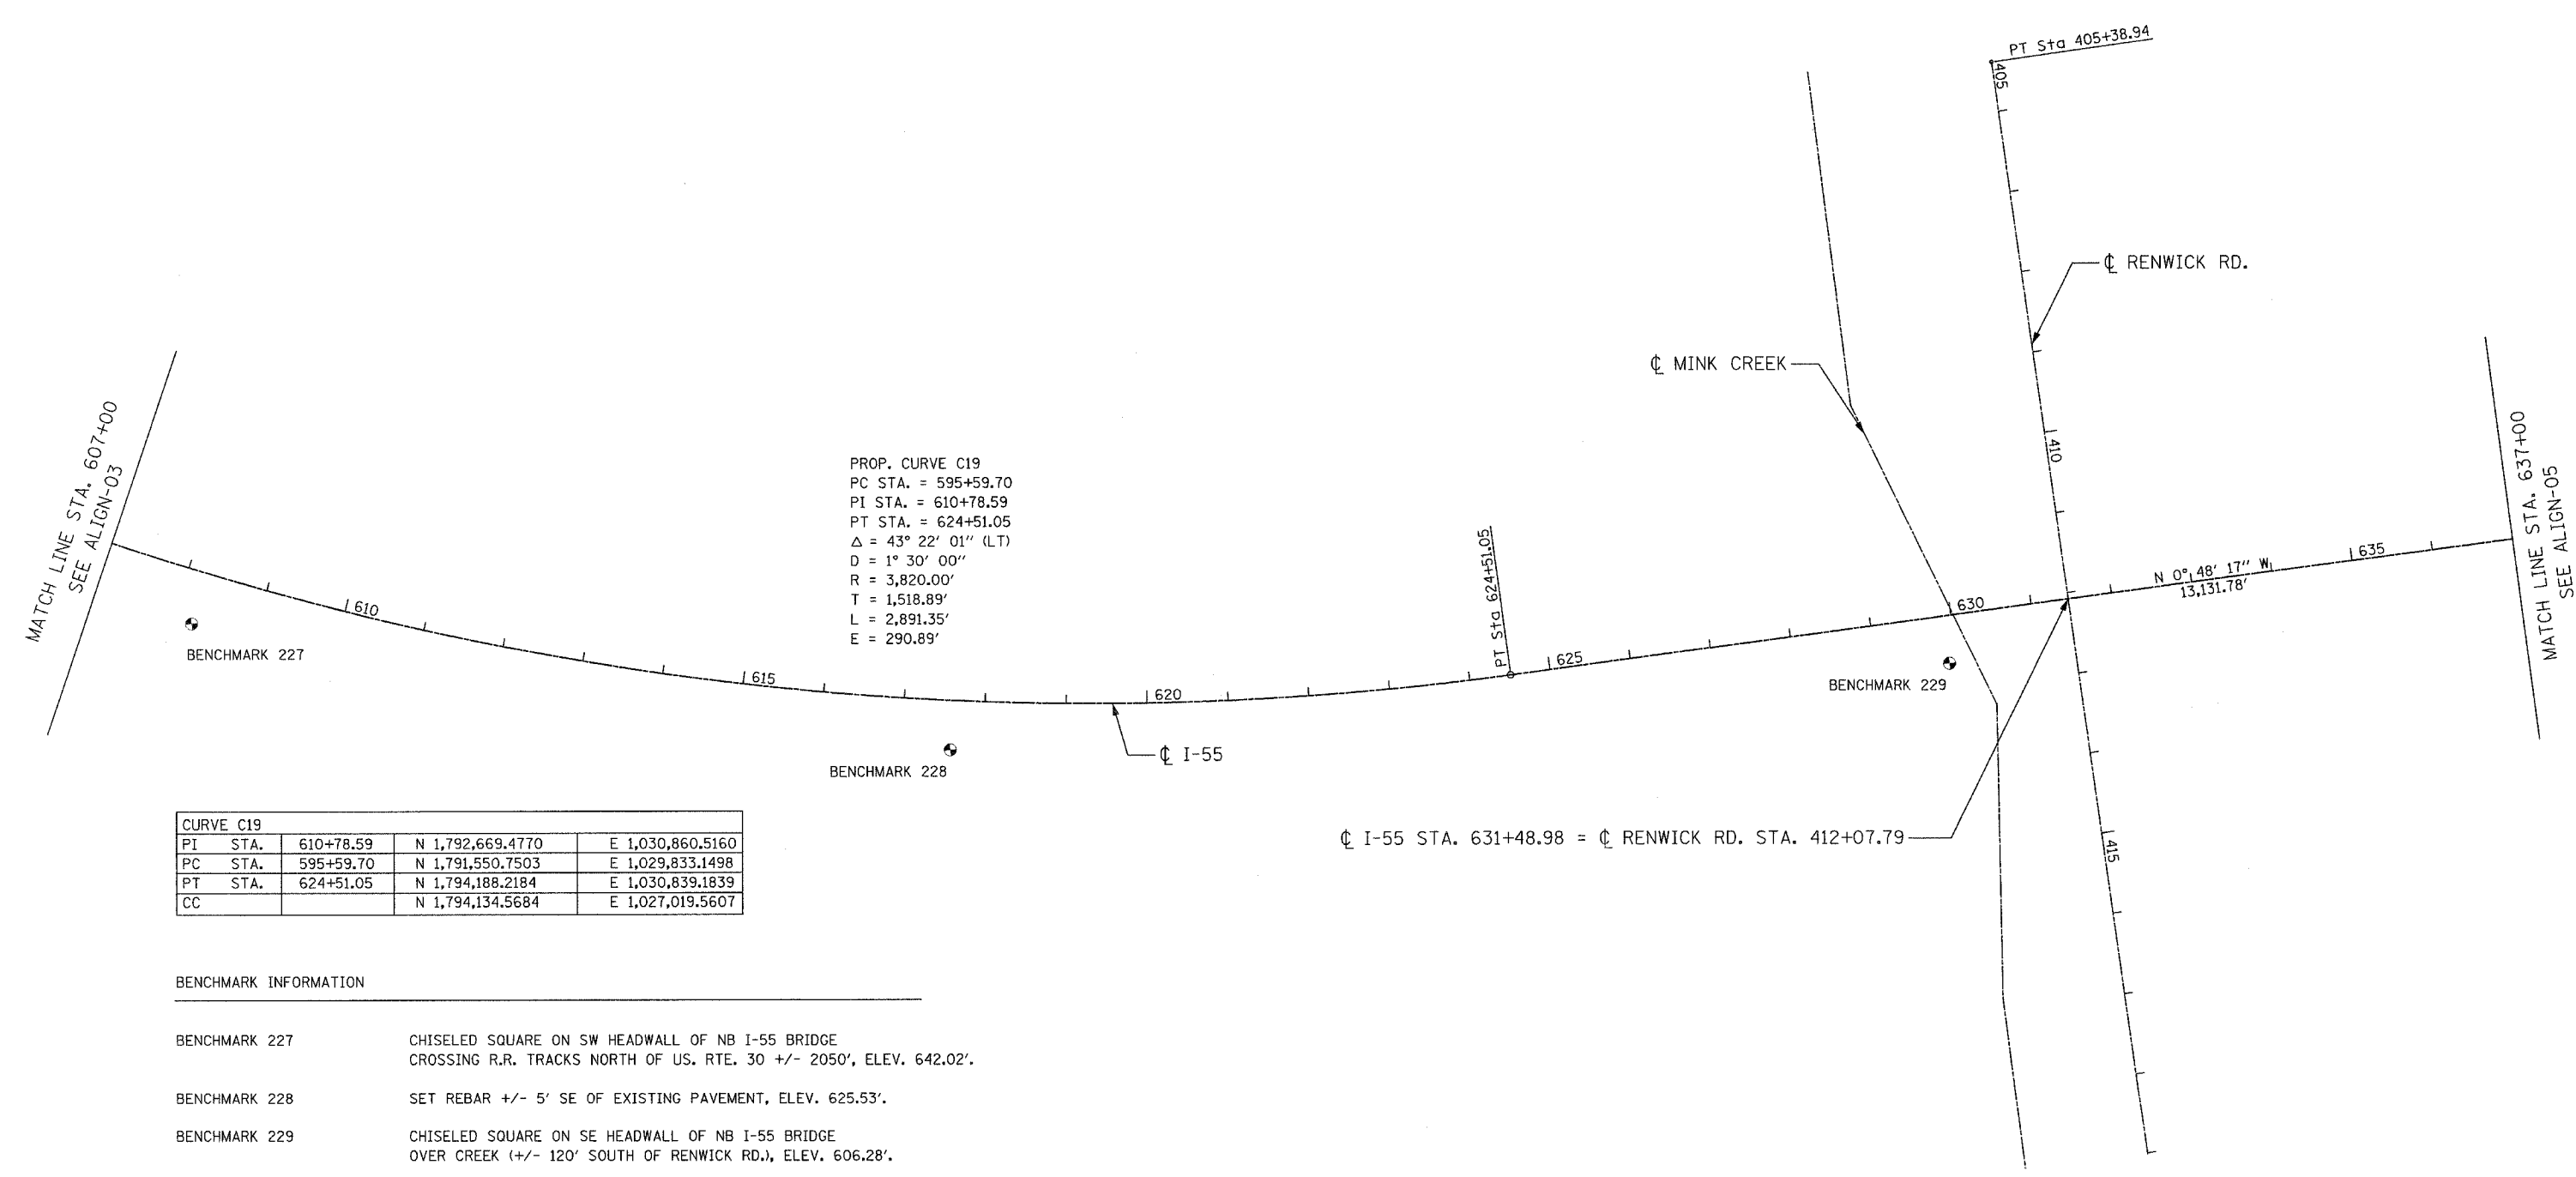 PT Sta 405+38.94
405
℄ RENWICK RD.
℄ MINK CREEK
410
MATCH LINE STA. 607+00
SEE ALIGN-03
MATCH LINE STA. 637+00
SEE ALIGN-05
PROP. CURVE C19
PC STA. = 595+59.70
PI STA. = 610+78.59
PT STA. = 624+51.05
Δ = 43° 22' 01" (LT)
D = 1° 30' 00"
R = 3,820.00'
T = 1,518.89'
L = 2,891.35'
E = 290.89'
PT Sta 624+51.05
635
N 0° 48' 17" W
13,131.78'
610
630
BENCHMARK 227
625
615
BENCHMARK 229
620
℄ I-55
BENCHMARK 228
℄ I-55 STA. 631+48.98 = ℄ RENWICK RD. STA. 412+07.79
415
CURVE C19
PI STA. 610+78.59 N 1,792,669.4770 E 1,030,860.5160
PC STA. 595+59.70 N 1,791,550.7503 E 1,029,833.1498
PT STA. 624+51.05 N 1,794,188.2184 E 1,030,839.1839
CC N 1,794,134.5684 E 1,027,019.5607
BENCHMARK INFORMATION
BENCHMARK 227 CHISELED SQUARE ON SW HEADWALL OF NB I-55 BRIDGE
CROSSING R.R. TRACKS NORTH OF US. RTE. 30 +/- 2050', ELEV. 642.02'.
BENCHMARK 228 SET REBAR +/- 5' SE OF EXISTING PAVEMENT, ELEV. 625.53'.
BENCHMARK 229 CHISELED SQUARE ON SE HEADWALL OF NB I-55 BRIDGE
OVER CREEK (+/- 120' SOUTH OF RENWICK RD.), ELEV. 606.28'.